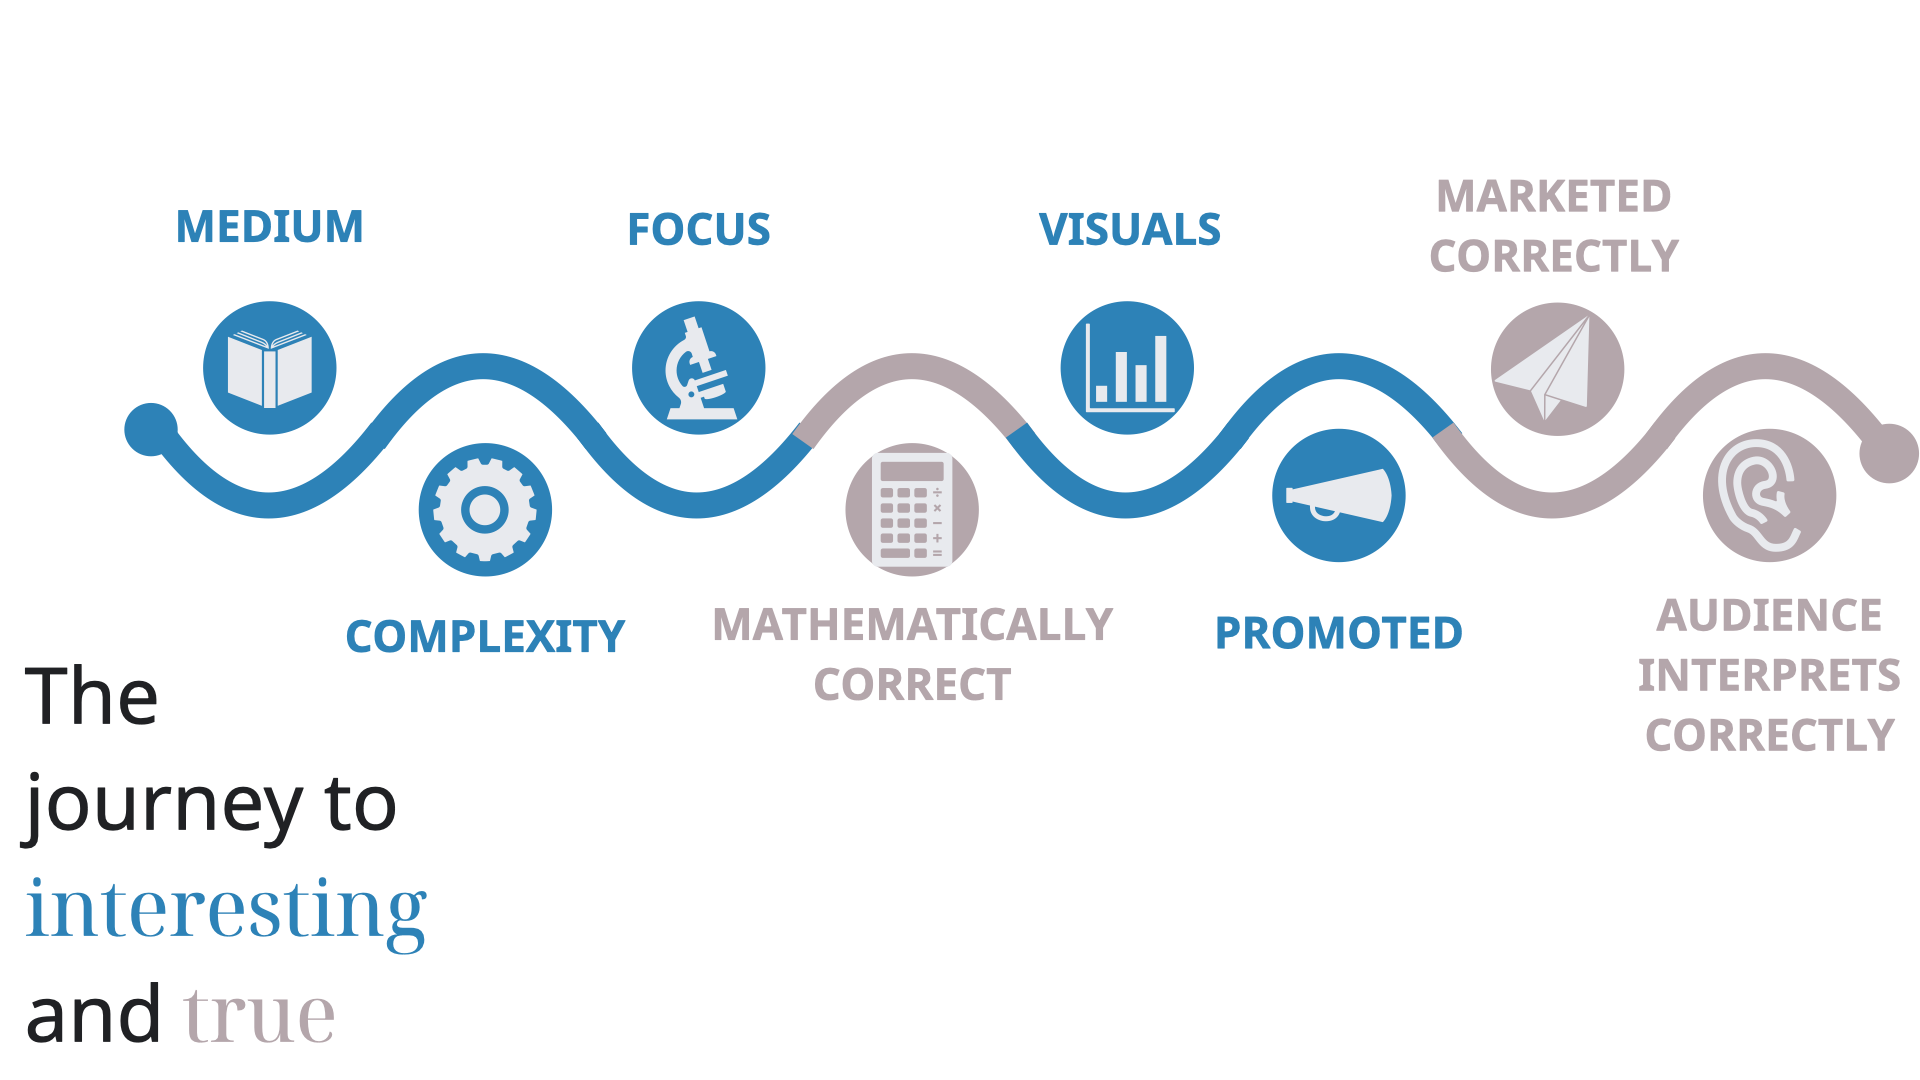 MEDIUM
FOCUS
VISUALS
MARKETED
CORRECTLY
COMPLEXITY
MATHEMATICALLY
CORRECT
PROMOTED
AUDIENCE
INTERPRETS
CORRECTLY
The
journey to
interesting
and true